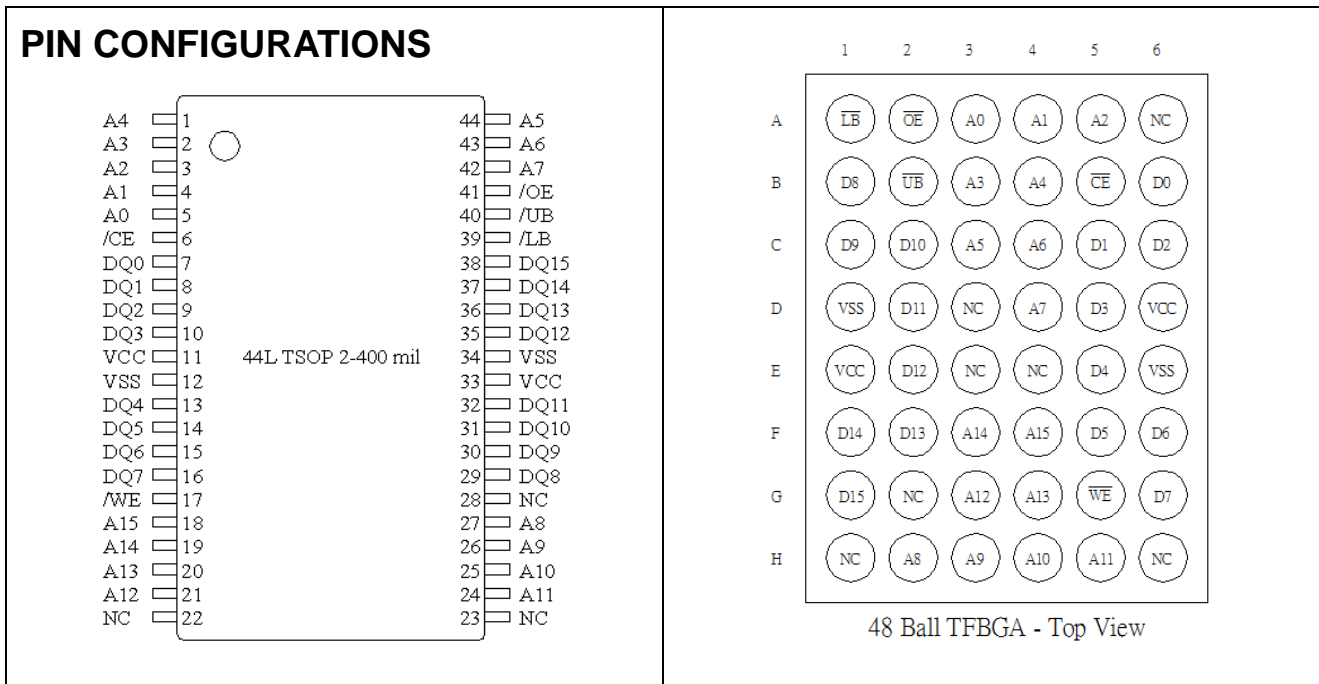 PIN CONFIGURATIONS
A4 1 44 A5
A3 2 43 A6
A2 3 42 A7
A1 4 41 /OE
A0 5 40 /UB
/CE 6 39 /LB
DQ0 7 38 DQ15
DQ1 8 37 DQ14
DQ2 9 36 DQ13
DQ3 10 35 DQ12
VCC 11 44L TSOP 2-400 mil 34 VSS
VSS 12 33 VCC
DQ4 13 32 DQ11
DQ5 14 31 DQ10
DQ6 15 30 DQ9
DQ7 16 29 DQ8
/WE 17 28 NC
A15 18 27 A8
A14 19 26 A9
A13 20 25 A10
A12 21 24 A11
NC 22 23 NC
1 2 3 4 5 6
A L̅B̅ O̅E̅ A0 A1 A2 NC
B D8 U̅B̅ A3 A4 C̅E̅ D0
C D9 D10 A5 A6 D1 D2
D VSS D11 NC A7 D3 VCC
E VCC D12 NC NC D4 VSS
F D14 D13 A14 A15 D5 D6
G D15 NC A12 A13 W̅E̅ D7
H NC A8 A9 A10 A11 NC
48 Ball TFBGA - Top View